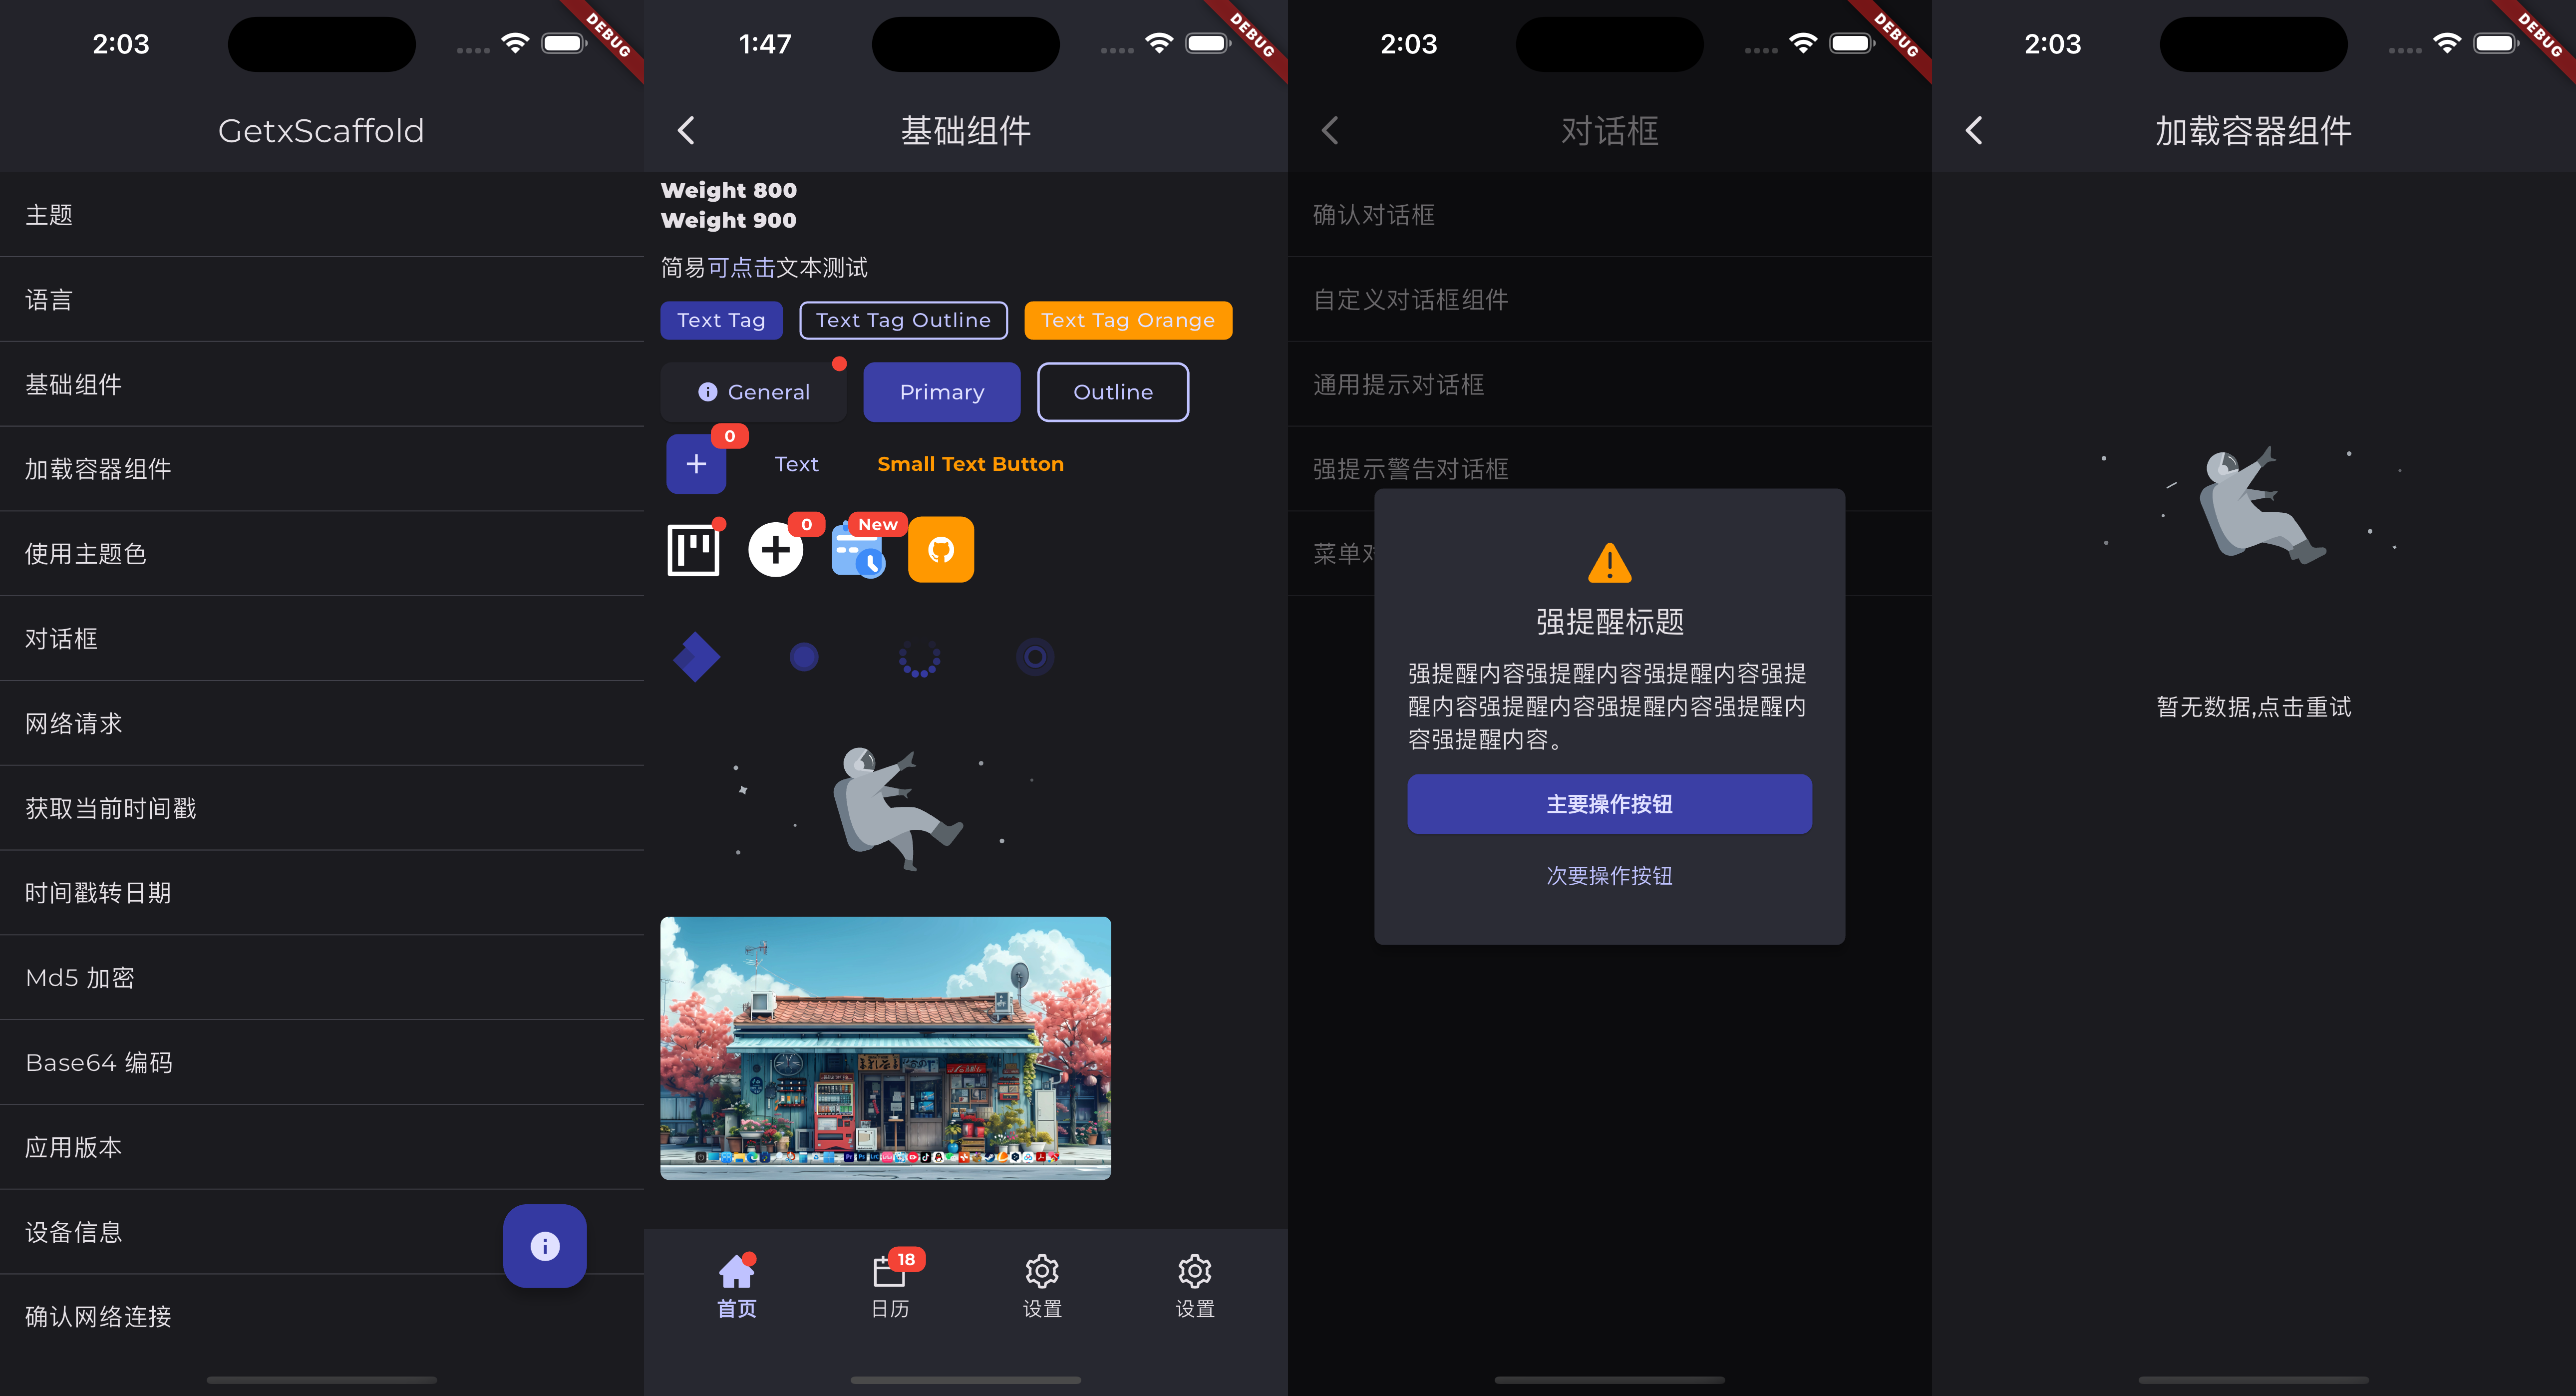 2:03
DEBUG
GetxScaffold
主题
语言
基础组件
加载容器组件
使用主题色
对话框
网络请求
获取当前时间戳
时间戳转日期
Md5 加密
Base64 编码
应用版本
设备信息
确认网络连接
1:47
DEBUG
基础组件
Weight 800
Weight 900
简易可点击文本测试
Text Tag
Text Tag Outline
Text Tag Orange
General
Primary
Outline
0
Text
Small Text Button
0
New
18
首页
日历
设置
设置
2:03
DEBUG
对话框
确认对话框
自定义对话框组件
通用提示对话框
强提示警告对话框
菜单对
强提醒标题
强提醒内容强提醒内容强提醒内容强提
醒内容强提醒内容强提醒内容强提醒内
容强提醒内容。
主要操作按钮
次要操作按钮
2:03
DEBUG
加载容器组件
暂无数据,点击重试